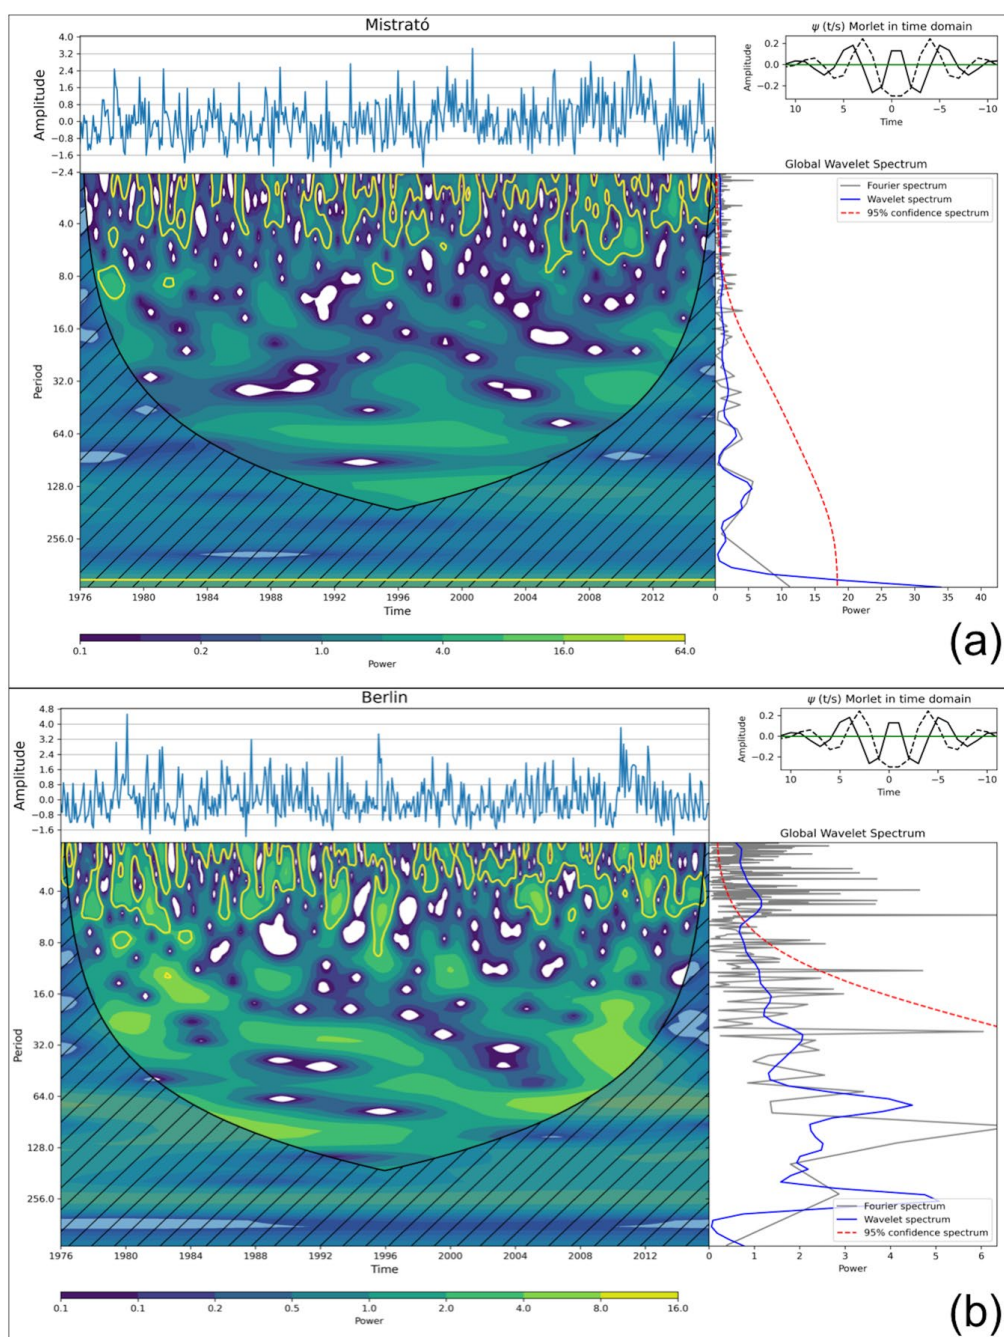 Mistrató
ψ (t/s) Morlet in time domain
4.0
3.2
2.4
1.6
0.8
0.0
−0.8
−1.6
−2.4
Amplitude
0.2
0.0
−0.2
Amplitude
10 5 0 −5 −10
Time
Global Wavelet Spectrum
Fourier spectrum
Wavelet spectrum
95% confidence spectrum
4.0
8.0
16.0
32.0
64.0
128.0
256.0
Period
1976 1980 1984 1988 1992 1996 2000 2004 2008 2012
Time
0 5 10 15 20 25 30 35 40
Power
0.1 0.2 1.0 4.0 16.0 64.0
Power
(a)
Berlin
ψ (t/s) Morlet in time domain
4.8
4.0
3.2
2.4
1.6
0.8
0.0
−0.8
−1.6
Amplitude
0.2
0.0
−0.2
Amplitude
10 5 0 −5 −10
Time
Global Wavelet Spectrum
4.0
8.0
16.0
32.0
64.0
128.0
256.0
Period
Fourier spectrum
Wavelet spectrum
95% confidence spectrum
1976 1980 1984 1988 1992 1996 2000 2004 2008 2012
Time
0 1 2 3 4 5 6
Power
0.1 0.1 0.2 0.5 1.0 2.0 4.0 8.0 16.0
Power
(b)